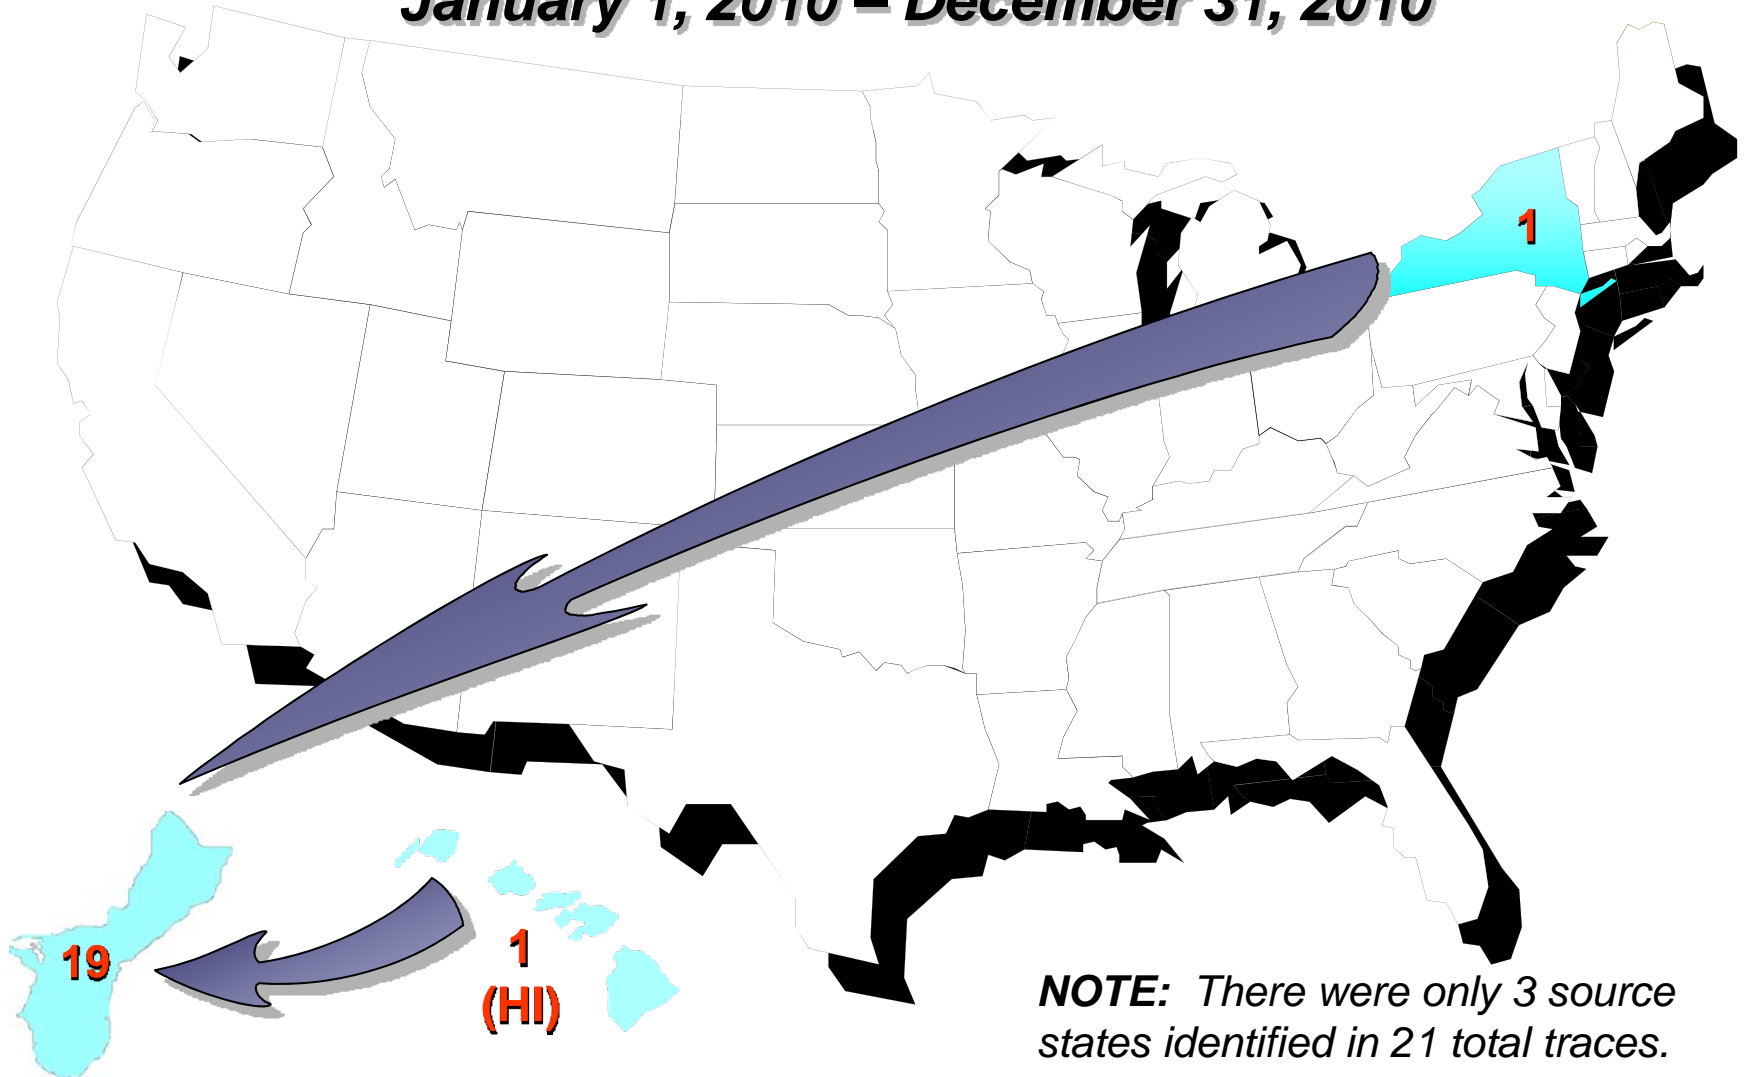 January 1, 2010 – December 31, 2010
1
19
1
(HI)
NOTE: There were only 3 source
states identified in 21 total traces.